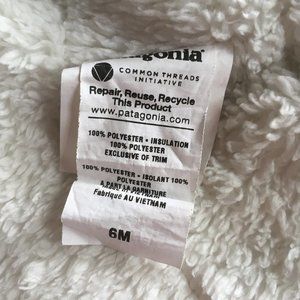 COMMON THREADS
INITIATIVE
Repair, Reuse, Recycle
This Product
www.patagonia.com
100% POLYESTER • INSULATION
100% POLYESTER
EXCLUSIVE OF TRIM
100% POLYESTER • ISOLANT 100%
POLYESTER
A PART LA GARNITURE
Fabriqué AU VIETNAM
6M